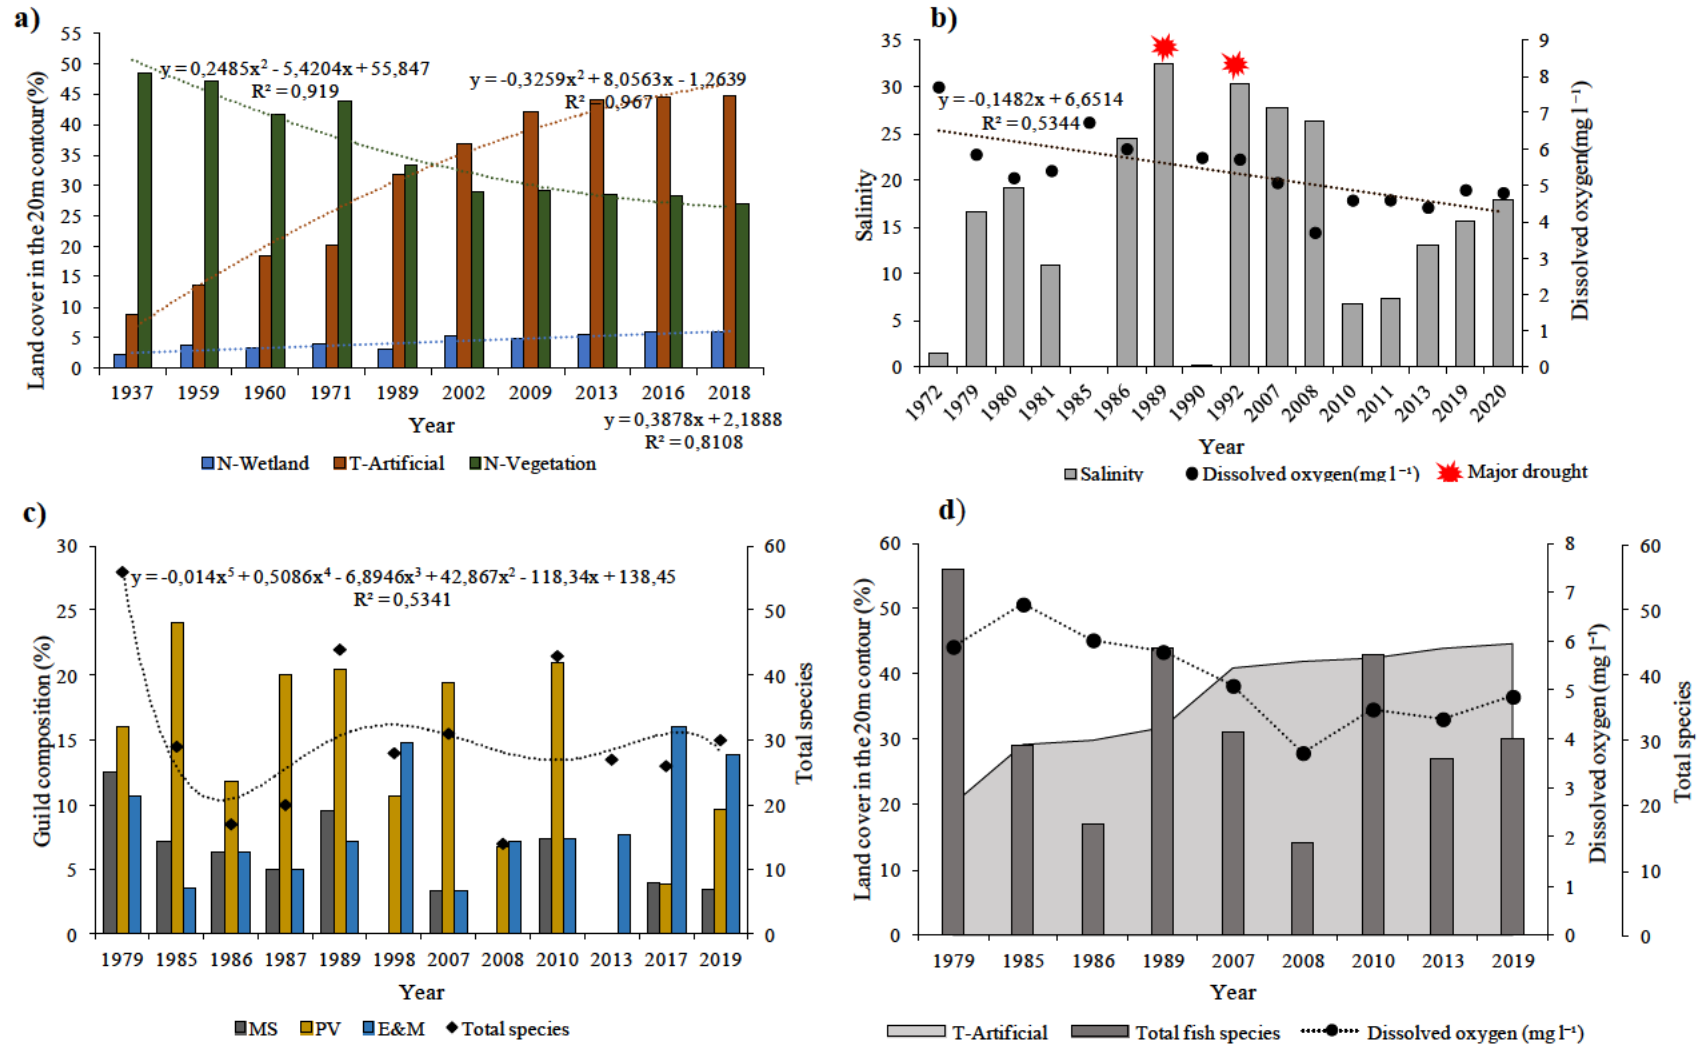 a)
55
50
45
40
35
30
25
20
15
10
5
0
Land cover in the 20m contour (%)
y = 0,2485x² - 5,4204x + 55,847
R² = 0,919
y = -0,3259x² + 8,0563x - 1,2639
R² = 0,967
1937 1959 1960 1971 1989 2002 2009 2013 2016 2018
Year
y = 0,3878x + 2,1888
R² = 0,8108
N-Wetland T-Artificial N-Vegetation
b)
35
30
25
20
15
10
5
0
Salinity
y = -0,1482x + 6,6514
R² = 0,5344
9
8
7
6
5
4
3
2
1
0
Dissolved oxygen(mg l⁻¹)
1972 1979 1980 1981 1985 1986 1989 1990 1992 2007 2008 2010 2011 2013 2019 2020
Year
Salinity Dissolved oxygen(mg l⁻¹) Major drought
c)
30
25
20
15
10
5
0
Guild composition (%)
y = -0,014x⁵ + 0,5086x⁴ - 6,8946x³ + 42,867x² - 118,34x + 138,45
R² = 0,5341
60
50
40
30
20
10
0
Total species
1979 1985 1986 1987 1989 1998 2007 2008 2010 2013 2017 2019
Year
MS PV E&M Total species
d)
60
50
40
30
20
10
0
Land cover in the 20m contour (%)
8
7
6
5
4
3
2
1
0
Dissolved oxygen (mg l⁻¹)
60
50
40
30
20
10
0
Total species
1979 1985 1986 1989 2007 2008 2010 2013 2019
Year
T-Artificial Total fish species Dissolved oxygen (mg l⁻¹)